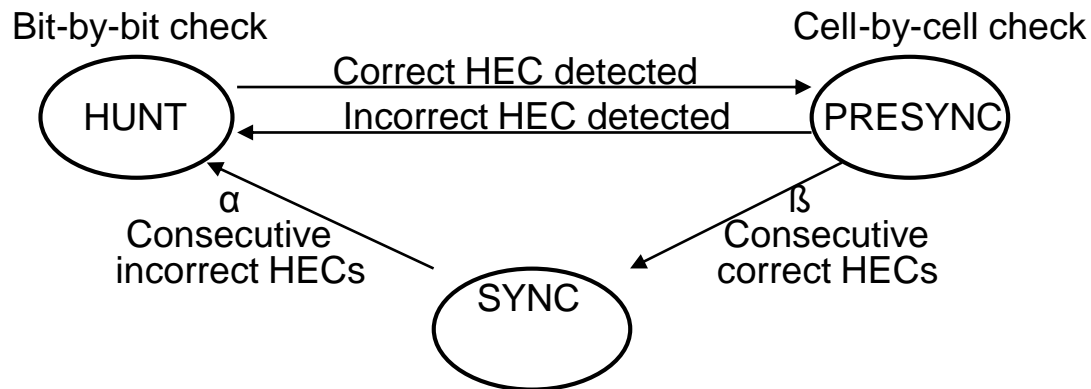 Bit-by-bit check
Cell-by-cell check
Correct HEC detected
HUNT
Incorrect HEC detected
PRESYNC
α
Consecutive
incorrect HECs
ß
Consecutive
correct HECs
SYNC